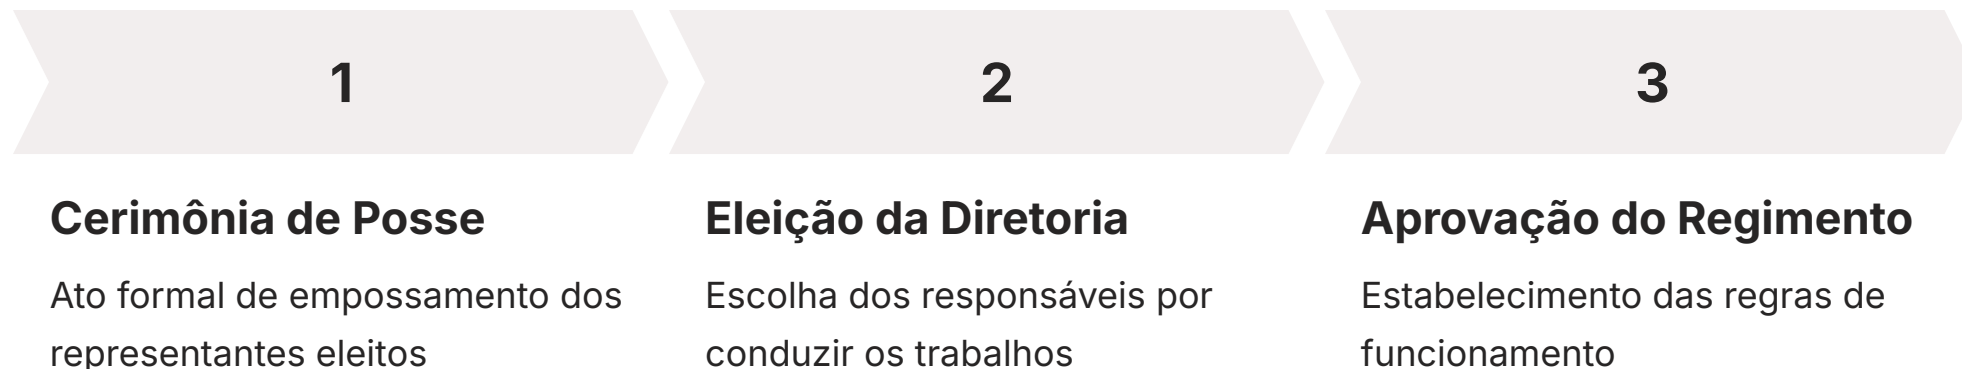 1
Cerimônia de Posse
Ato formal de empossamento dos
representantes eleitos
2
Eleição da Diretoria
Escolha dos responsáveis por
conduzir os trabalhos
3
Aprovação do Regimento
Estabelecimento das regras de
funcionamento